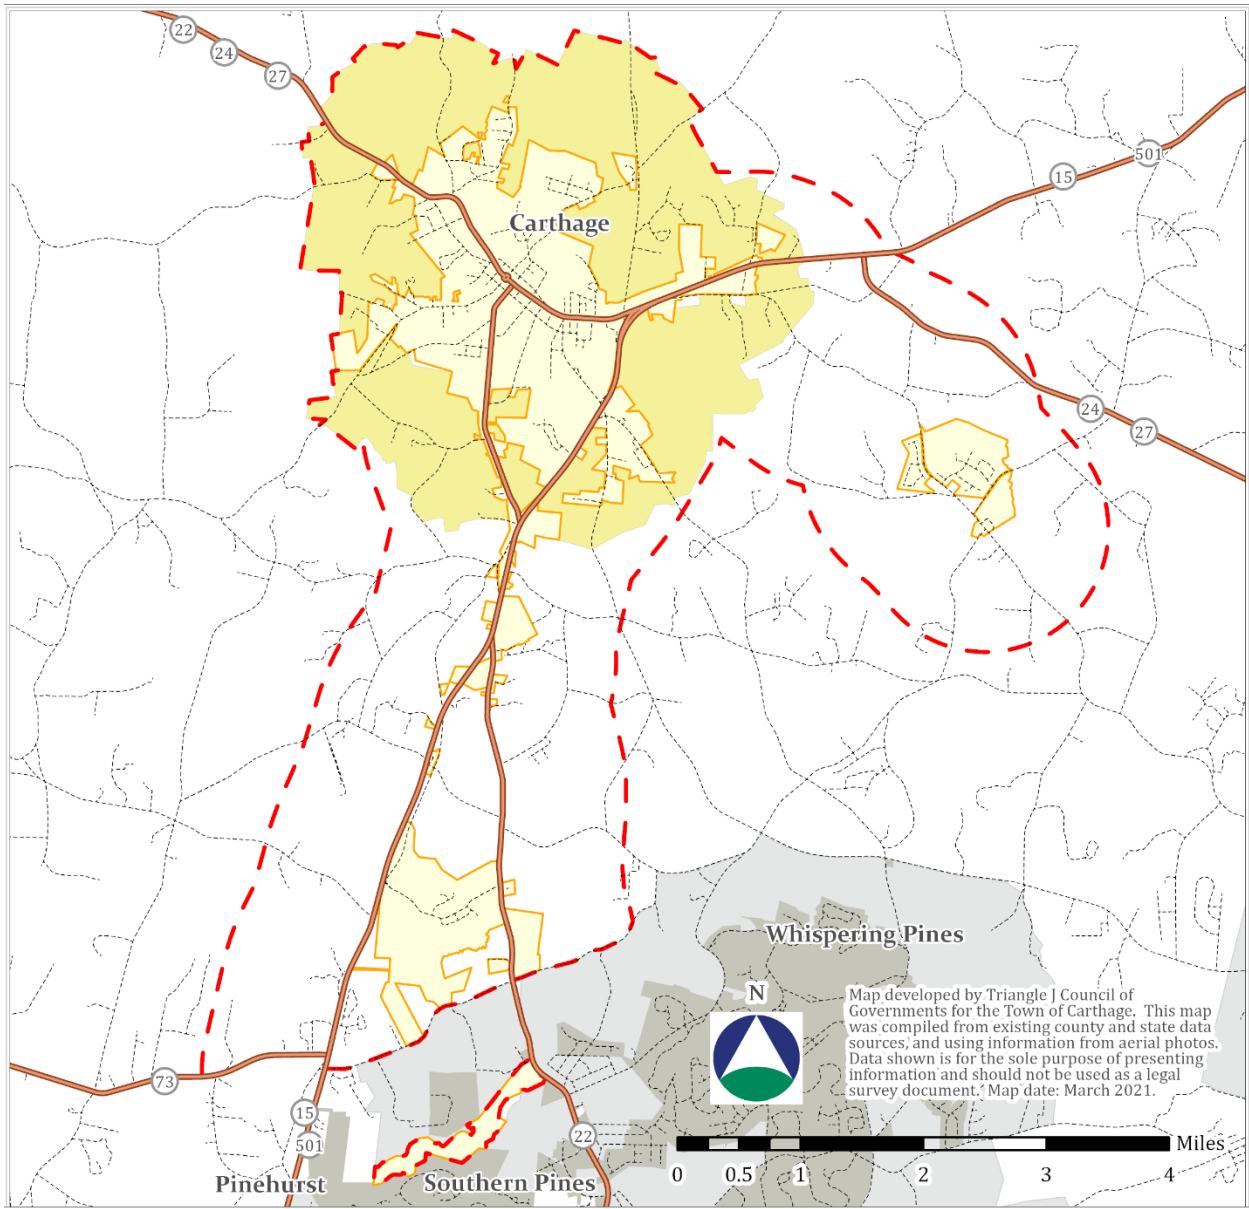 22
24
27
501
15
Carthage
24
27
Whispering Pines
N
Map developed by Triangle J Council of
Governments for the Town of Carthage. This map
was compiled from existing county and state data
sources, and using information from aerial photos.
Data shown is for the sole purpose of presenting
information and should not be used as a legal
survey document. Map date: March 2021.
73
15
501
22
Miles
0 0.5 1 2 3 4
Pinehurst
Southern Pines